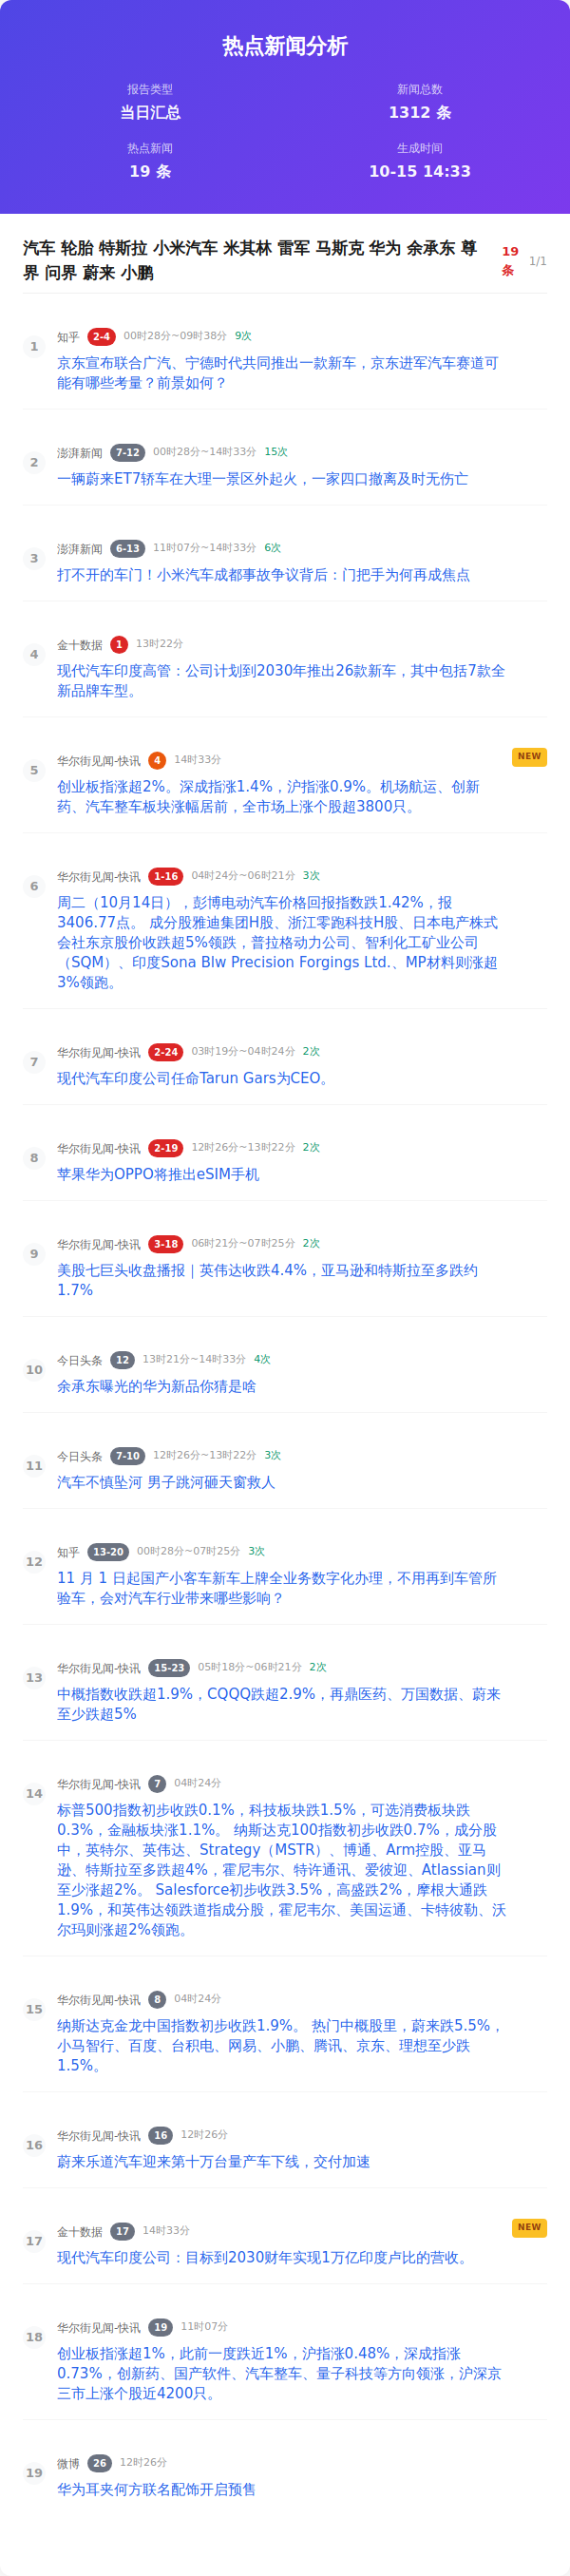 热点新闻分析
报告类型
当日汇总
新闻总数
1312 条
热点新闻
19 条
生成时间
10-15 14:33
汽车 轮胎 特斯拉 小米汽车 米其林 雷军 马斯克 华为 余承东 尊
界 问界 蔚来 小鹏
19
条
1/1
1
知乎 2-4 00时28分~09时38分 9次
京东宣布联合广汽、宁德时代共同推出一款新车，京东进军汽车赛道可
能有哪些考量？前景如何？
2
澎湃新闻 7-12 00时28分~14时33分 15次
一辆蔚来ET7轿车在大理一景区外起火，一家四口撤离及时无伤亡
3
澎湃新闻 6-13 11时07分~14时33分 6次
打不开的车门！小米汽车成都事故争议背后：门把手为何再成焦点
4
金十数据 1 13时22分
现代汽车印度高管：公司计划到2030年推出26款新车，其中包括7款全
新品牌车型。
5
华尔街见闻-快讯 4 14时33分
NEW
创业板指涨超2%。深成指涨1.4%，沪指涨0.9%。机场航运、创新
药、汽车整车板块涨幅居前，全市场上涨个股超3800只。
6
华尔街见闻-快讯 1-16 04时24分~06时21分 3次
周二（10月14日），彭博电动汽车价格回报指数跌1.42%，报
3406.77点。 成分股雅迪集团H股、浙江零跑科技H股、日本电产株式
会社东京股价收跌超5%领跌，普拉格动力公司、智利化工矿业公司
（SQM）、印度Sona Blw Precision Forgings Ltd.、MP材料则涨超
3%领跑。
7
华尔街见闻-快讯 2-24 03时19分~04时24分 2次
现代汽车印度公司任命Tarun Gars为CEO。
8
华尔街见闻-快讯 2-19 12时26分~13时22分 2次
苹果华为OPPO将推出eSIM手机
9
华尔街见闻-快讯 3-18 06时21分~07时25分 2次
美股七巨头收盘播报｜英伟达收跌4.4%，亚马逊和特斯拉至多跌约
1.7%
10
今日头条 12 13时21分~14时33分 4次
余承东曝光的华为新品你猜是啥
11
今日头条 7-10 12时26分~13时22分 3次
汽车不慎坠河 男子跳河砸天窗救人
12
知乎 13-20 00时28分~07时25分 3次
11 月 1 日起国产小客车新车上牌全业务数字化办理，不用再到车管所
验车，会对汽车行业带来哪些影响？
13
华尔街见闻-快讯 15-23 05时18分~06时21分 2次
中概指数收跌超1.9%，CQQQ跌超2.9%，再鼎医药、万国数据、蔚来
至少跌超5%
14
华尔街见闻-快讯 7 04时24分
标普500指数初步收跌0.1%，科技板块跌1.5%，可选消费板块跌
0.3%，金融板块涨1.1%。 纳斯达克100指数初步收跌0.7%，成分股
中，英特尔、英伟达、Strategy（MSTR）、博通、Arm控股、亚马
逊、特斯拉至多跌超4%，霍尼韦尔、特许通讯、爱彼迎、Atlassian则
至少涨超2%。 Salesforce初步收跌3.5%，高盛跌2%，摩根大通跌
1.9%，和英伟达领跌道指成分股，霍尼韦尔、美国运通、卡特彼勒、沃
尔玛则涨超2%领跑。
15
华尔街见闻-快讯 8 04时24分
纳斯达克金龙中国指数初步收跌1.9%。 热门中概股里，蔚来跌5.5%，
小马智行、百度、台积电、网易、小鹏、腾讯、京东、理想至少跌
1.5%。
16
华尔街见闻-快讯 16 12时26分
蔚来乐道汽车迎来第十万台量产车下线，交付加速
17
金十数据 17 14时33分
NEW
现代汽车印度公司：目标到2030财年实现1万亿印度卢比的营收。
18
华尔街见闻-快讯 19 11时07分
创业板指涨超1%，此前一度跌近1%，沪指涨0.48%，深成指涨
0.73%，创新药、国产软件、汽车整车、量子科技等方向领涨，沪深京
三市上涨个股近4200只。
19
微博 26 12时26分
华为耳夹何方联名配饰开启预售